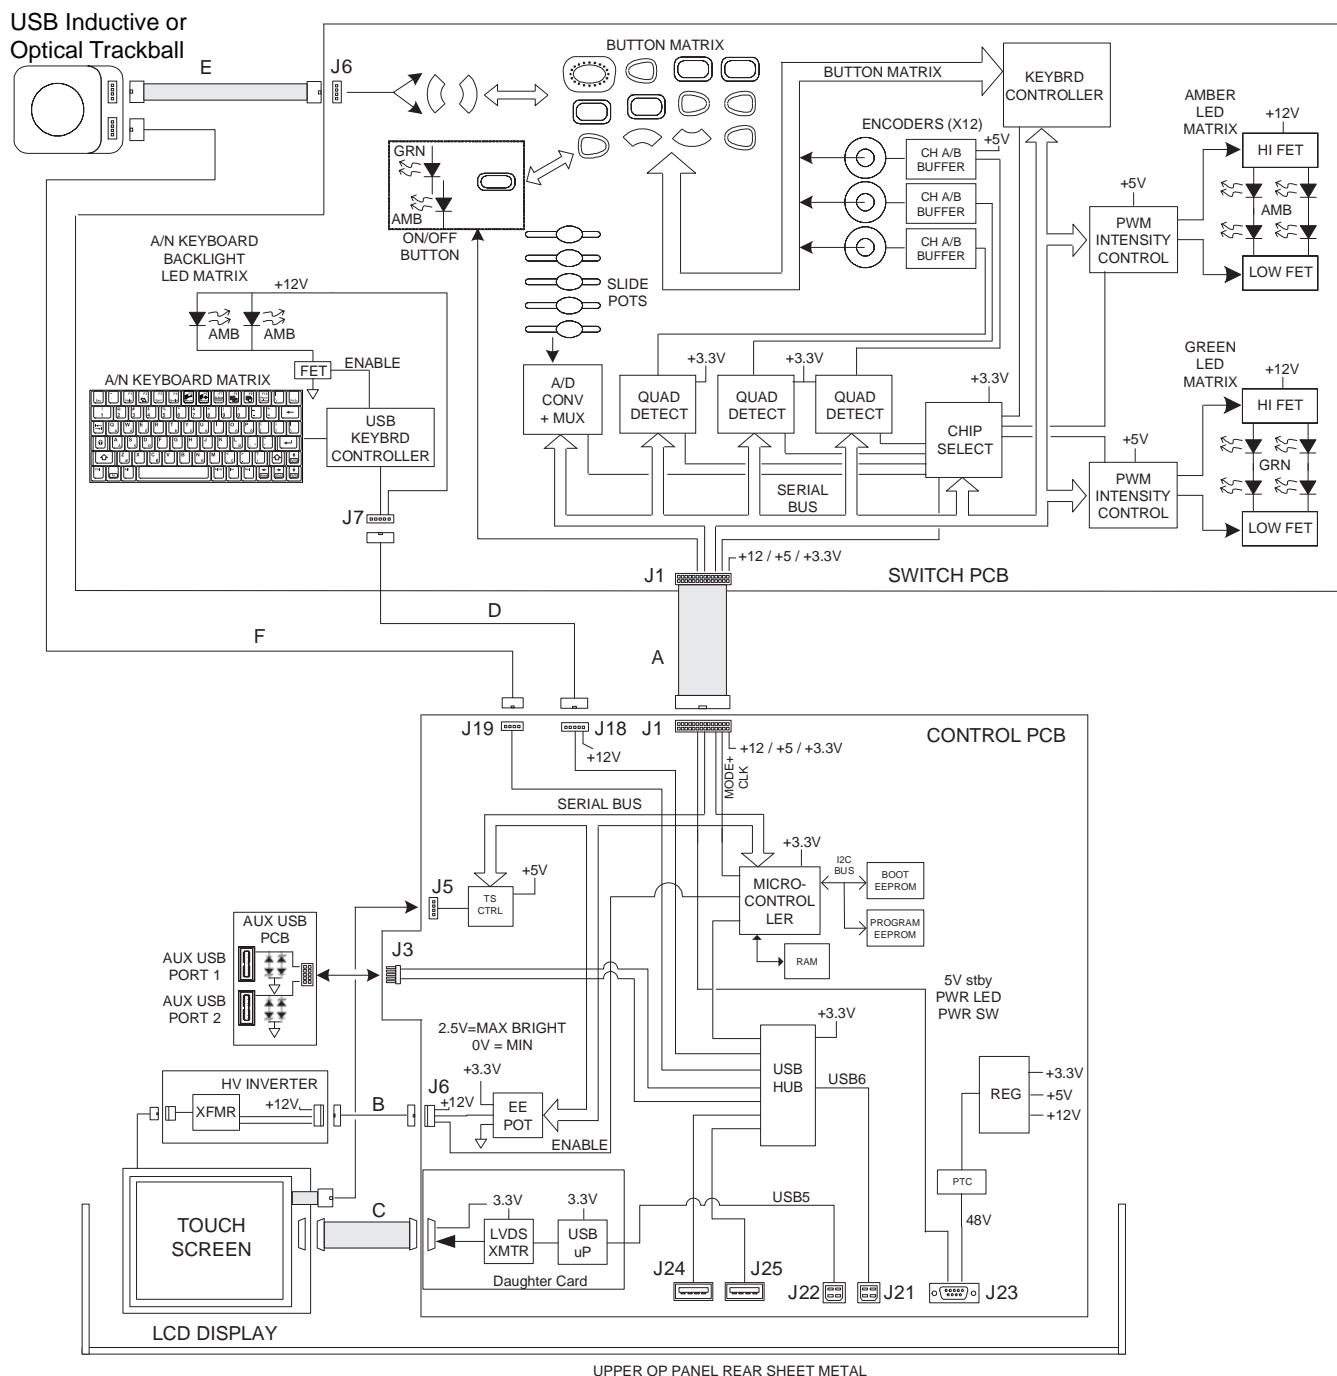 USB Inductive or
Optical Trackball
E
J6
BUTTON MATRIX
BUTTON MATRIX
KEYBRD
CONTROLLER
AMBER
LED
MATRIX
+12V
HI FET
AMB
LOW FET
ENCODERS (X12)
+5V
CH A/B
BUFFER
CH A/B
BUFFER
CH A/B
BUFFER
+5V
PWM
INTENSITY
CONTROL
GRN
AMB
ON/OFF
BUTTON
SLIDE
POTS
A/N KEYBOARD
BACKLIGHT
LED MATRIX
+12V
AMB
AMB
FET
ENABLE
A/N KEYBOARD MATRIX
USB
KEYBRD
CONTROLLER
J7
A/D
CONV
+ MUX
QUAD
DETECT
+3.3V
QUAD
DETECT
+3.3V
QUAD
DETECT
+3.3V
CHIP
SELECT
SERIAL
BUS
GREEN
LED
MATRIX
+12V
HI FET
GRN
LOW FET
+5V
PWM
INTENSITY
CONTROL
J1
+12 / +5 / +3.3V
SWITCH PCB
D
F
A
J19
J18
+12V
J1
+12 / +5 / +3.3V
CONTROL PCB
MODE+
CLK
SERIAL BUS
+3.3V
MICRO-
CONTROL
LER
I2C
BUS
BOOT
EEPROM
PROGRAM
EEPROM
RAM
J5
TS
CTRL
+5V
AUX USB
PCB
AUX USB
PORT 1
AUX USB
PORT 2
J3
5V stby
PWR LED
PWR SW
2.5V=MAX BRIGHT
0V = MIN
+3.3V
USB
HUB
USB6
REG
+3.3V
+5V
+12V
HV INVERTER
XFMR
+12V
B
J6
+12V
+3.3V
EE
POT
ENABLE
PTC
48V
TOUCH
SCREEN
C
3.3V
LVDS
XMTR
3.3V
USB
uP
USB5
Daughter Card
J24
J25
J22
J21
J23
LCD DISPLAY
UPPER OP PANEL REAR SHEET METAL